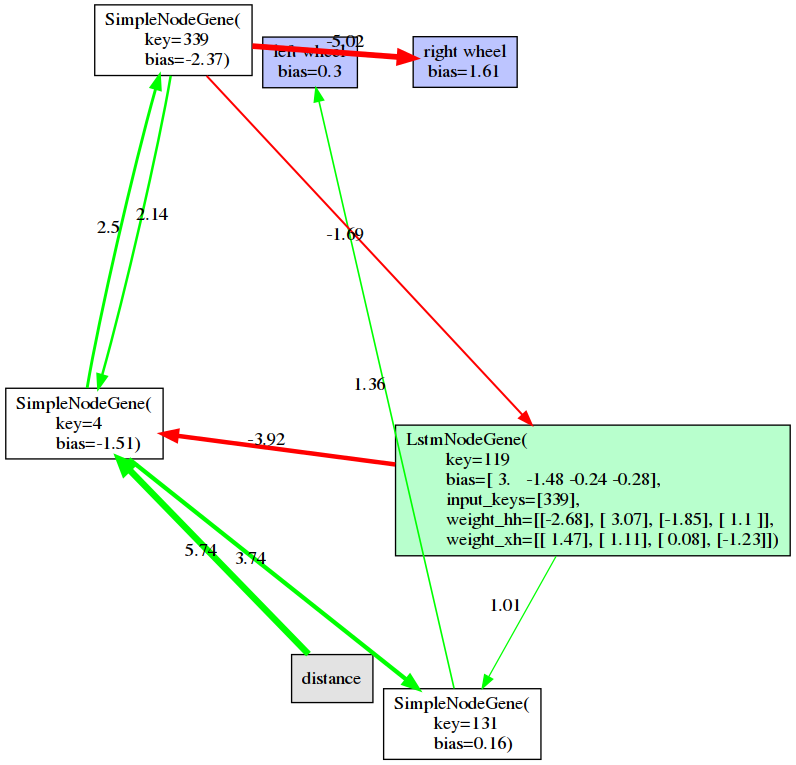 SimpleNodeGene(
key=339
bias=-2.37)
-5.02
left wheel
bias=0.3
right wheel
bias=1.61
2.5
2.14
-1.69
1.36
SimpleNodeGene(
key=4
bias=-1.51)
-3.92
LstmNodeGene(
key=119
bias=[ 3.   -1.48 -0.24 -0.28],
input_keys=[339],
weight_hh=[[-2.68], [ 3.07], [-1.85], [ 1.1 ]],
weight_xh=[[ 1.47], [ 1.11], [ 0.08], [-1.23]])
5.74
3.74
1.01
distance
SimpleNodeGene(
key=131
bias=0.16)